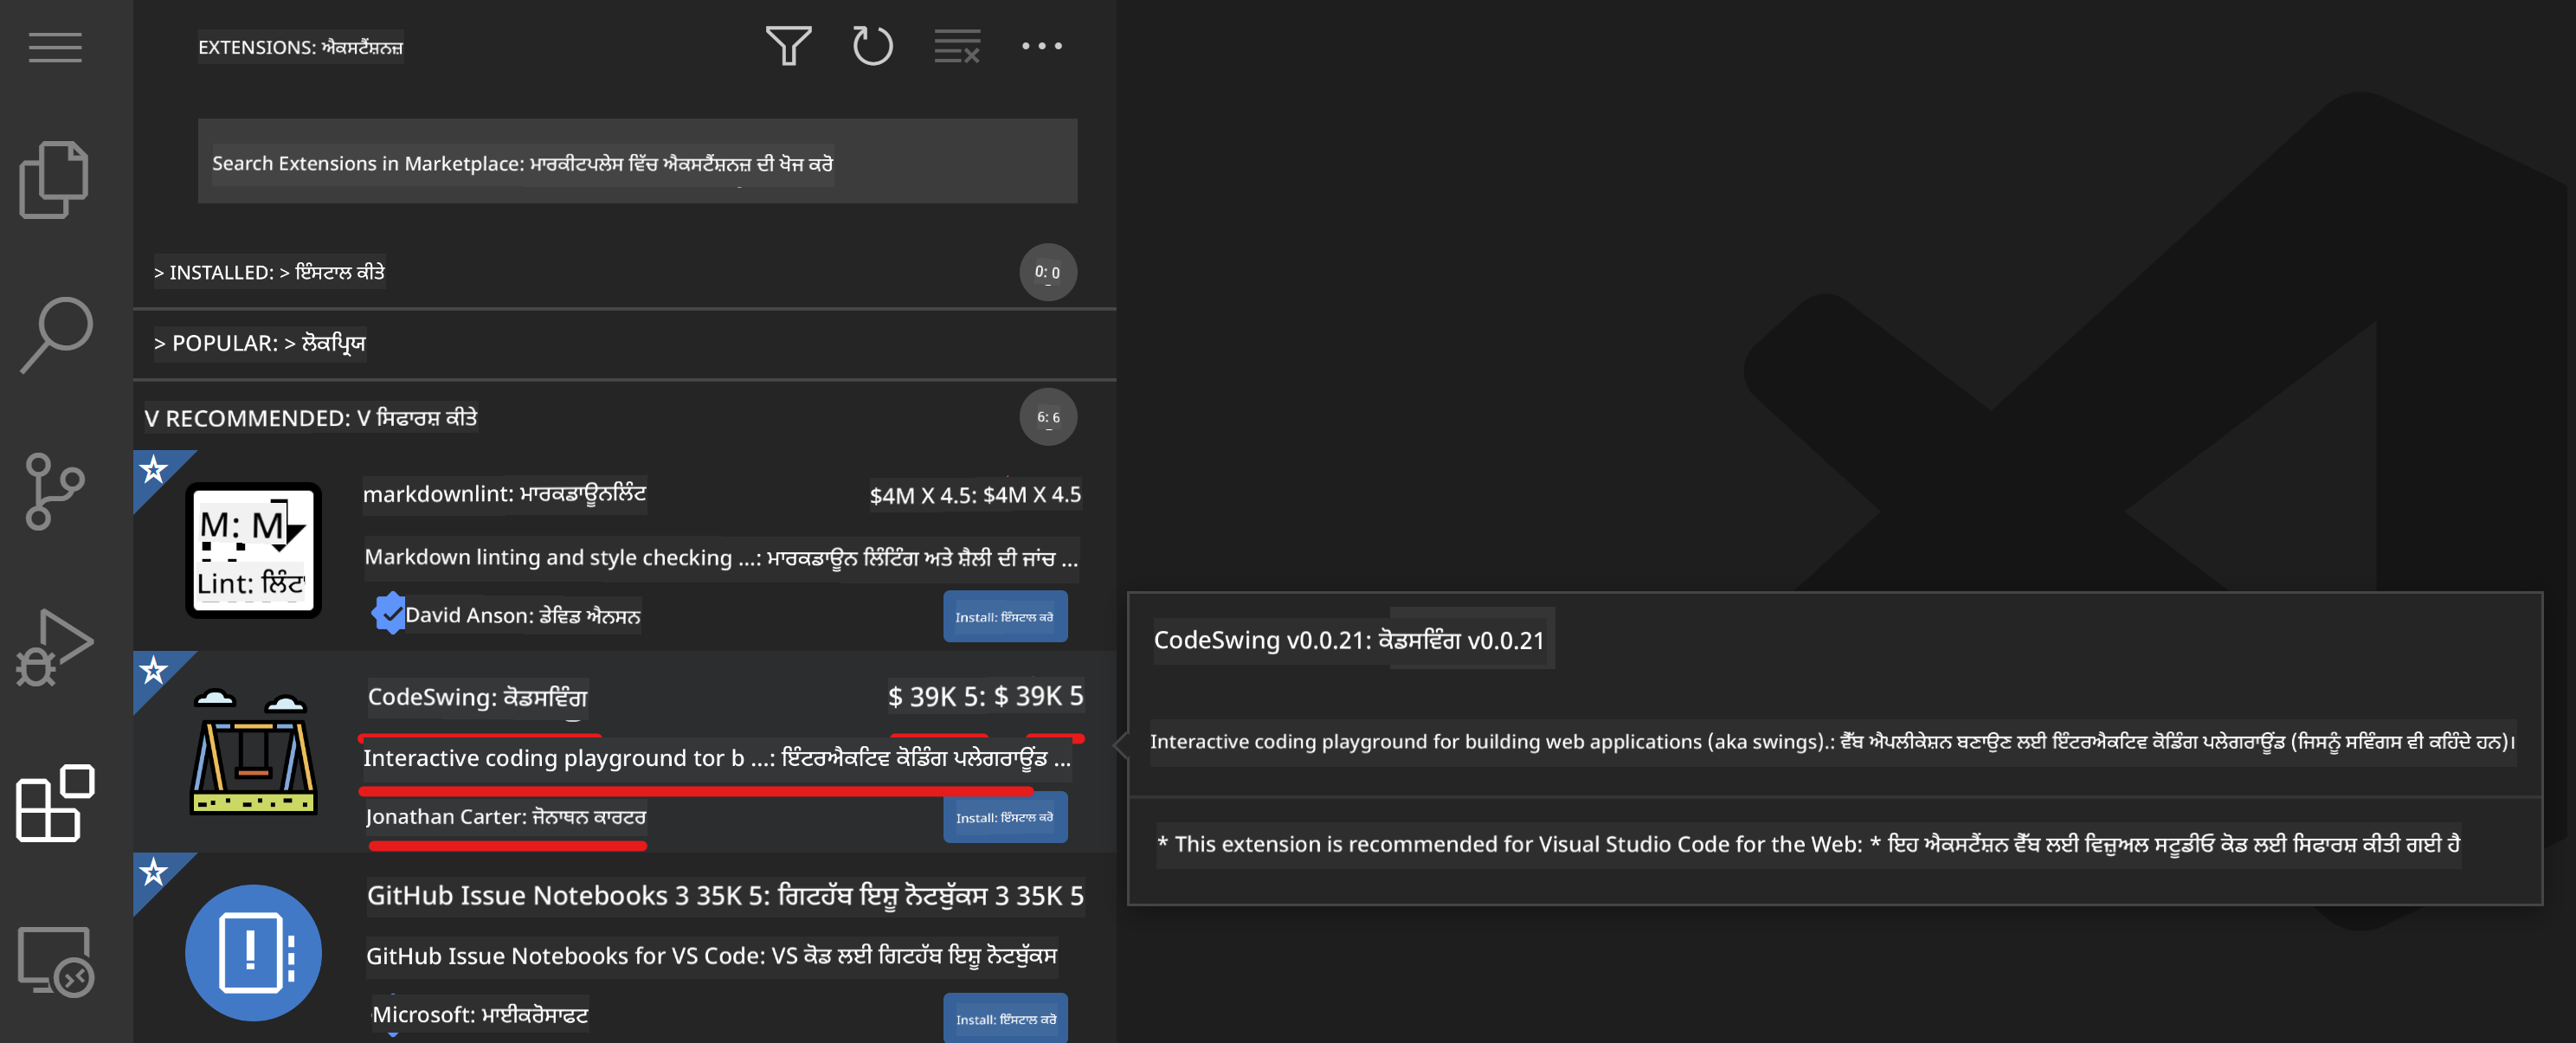 EXTENSIONS: ਐਕਸਟੈਂਸ਼ਨਜ਼
Search Extensions in Marketplace: ਮਾਰਕੀਟਪਲੇਸ ਵਿੱਚ ਐਕਸਟੈਂਸ਼ਨਜ਼ ਦੀ ਖੋਜ ਕਰੋ
> INSTALLED: > ਇੰਸਟਾਲ ਕੀਤੇ
0: 0
> POPULAR: > ਲੋਕਪ੍ਰਿਯ
V RECOMMENDED: V ਸਿਫਾਰਸ਼ ਕੀਤੇ
6: 6
M: M
Lint: ਲਿੰਟ
markdownlint: ਮਾਰਕਡਾਊਨਲਿੰਟ
$4M X 4.5: $4M X 4.5
Markdown linting and style checking ...: ਮਾਰਕਡਾਊਨ ਲਿੰਟਿੰਗ ਅਤੇ ਸ਼ੈਲੀ ਦੀ ਜਾਂਚ ...
David Anson: ਡੇਵਿਡ ਐਨਸਨ
Install: ਇੰਸਟਾਲ ਕਰੋ
CodeSwing: ਕੋਡਸਵਿੰਗ
$ 39K 5: $ 39K 5
Interactive coding playground tor b ...: ਇੰਟਰਐਕਟਿਵ ਕੋਡਿੰਗ ਪਲੇਗਰਾਊਂਡ ...
Jonathan Carter: ਜੋਨਾਥਨ ਕਾਰਟਰ
Install: ਇੰਸਟਾਲ ਕਰੋ
GitHub Issue Notebooks 3 35K 5: ਗਿਟਹੱਬ ਇਸ਼ੂ ਨੋਟਬੁੱਕਸ 3 35K 5
GitHub Issue Notebooks for VS Code: VS ਕੋਡ ਲਈ ਗਿਟਹੱਬ ਇਸ਼ੂ ਨੋਟਬੁੱਕਸ
Microsoft: ਮਾਈਕਰੋਸਾਫਟ
Install: ਇੰਸਟਾਲ ਕਰੋ
CodeSwing v0.0.21: ਕੋਡਸਵਿੰਗ v0.0.21
Interactive coding playground for building web applications (aka swings).: ਵੈੱਬ ਐਪਲੀਕੇਸ਼ਨ ਬਣਾਉਣ ਲਈ ਇੰਟਰਐਕਟਿਵ ਕੋਡਿੰਗ ਪਲੇਗਰਾਊਂਡ (ਜਿਸਨੂੰ ਸਵਿੰਗਸ ਵੀ ਕਹਿੰਦੇ ਹਨ)।
* This extension is recommended for Visual Studio Code for the Web: * ਇਹ ਐਕਸਟੈਂਸ਼ਨ ਵੈੱਬ ਲਈ ਵਿਜ਼ੁਅਲ ਸਟੂਡੀਓ ਕੋਡ ਲਈ ਸਿਫਾਰਸ਼ ਕੀਤੀ ਗਈ ਹੈ